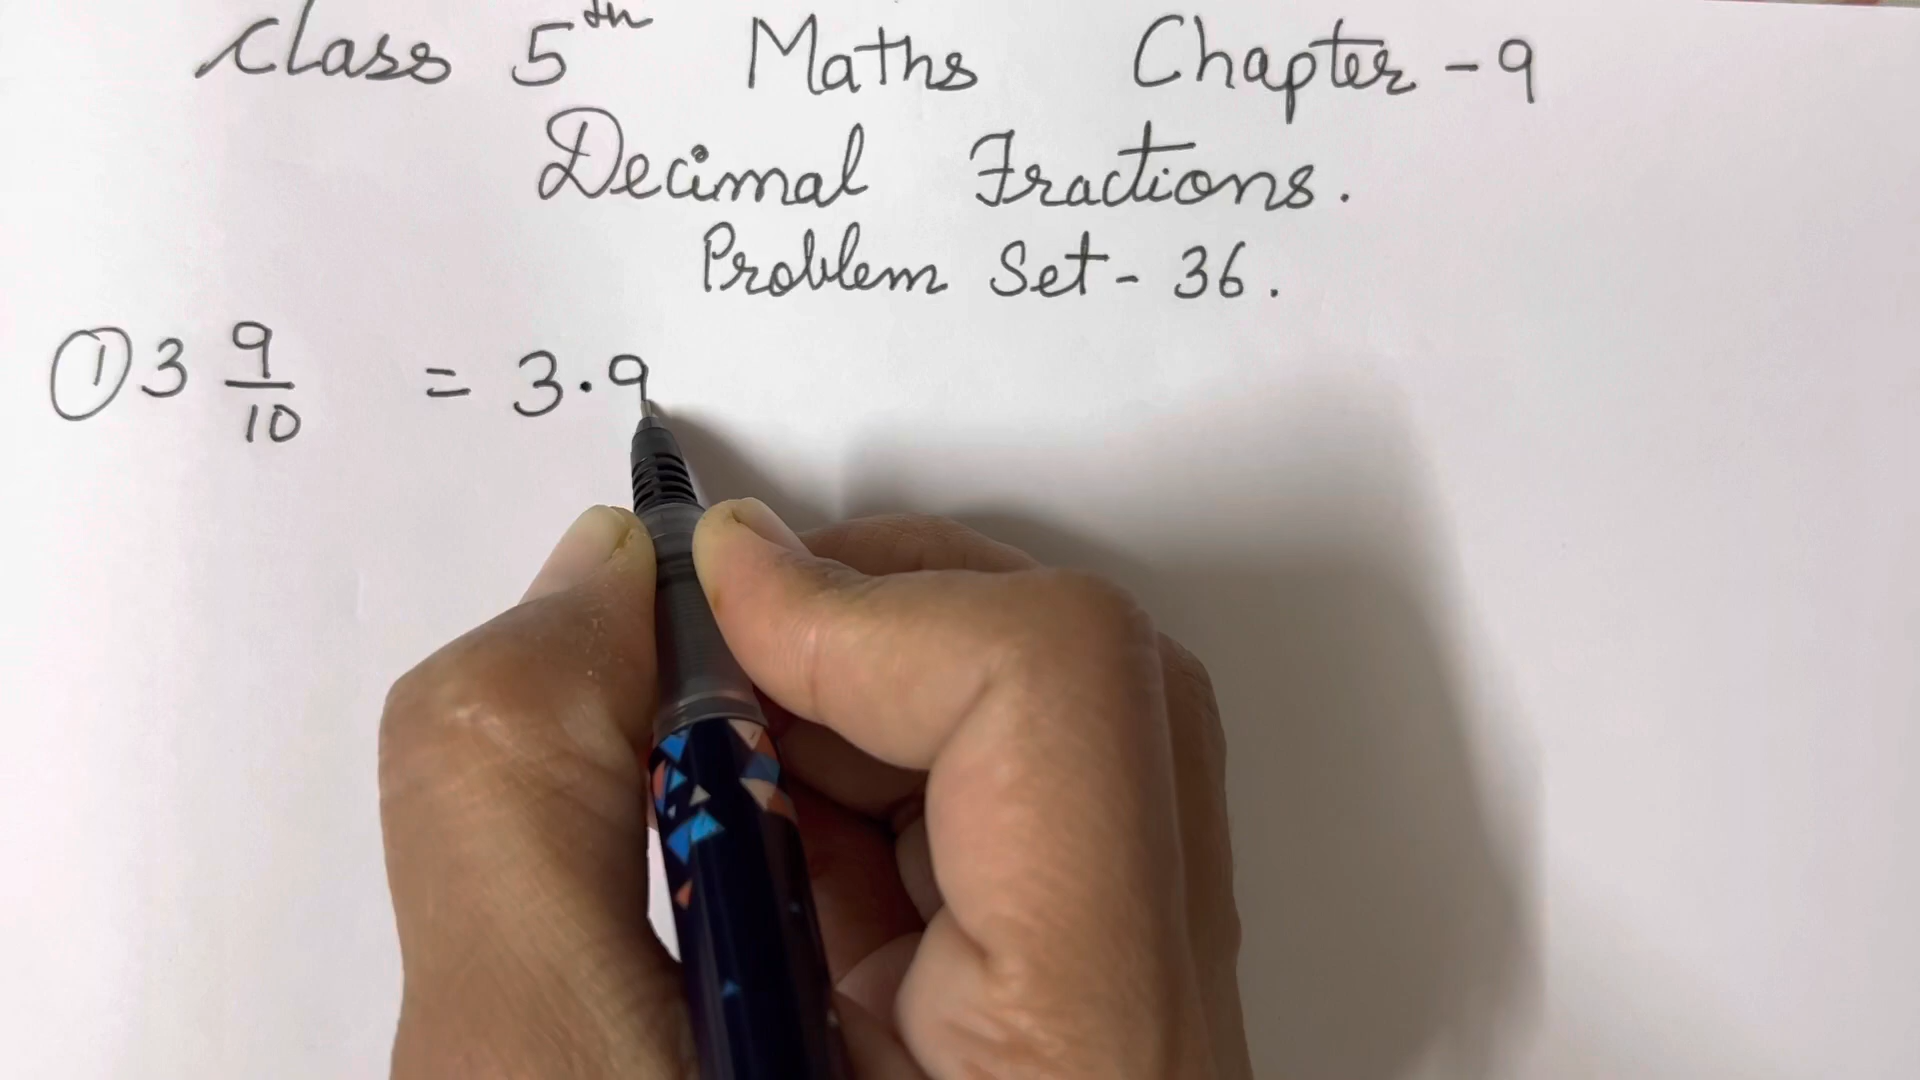 Class 5th Maths Chapter - 9
Decimal Fractions.
Problem Set - 36.
① 3 9/10 = 3.9